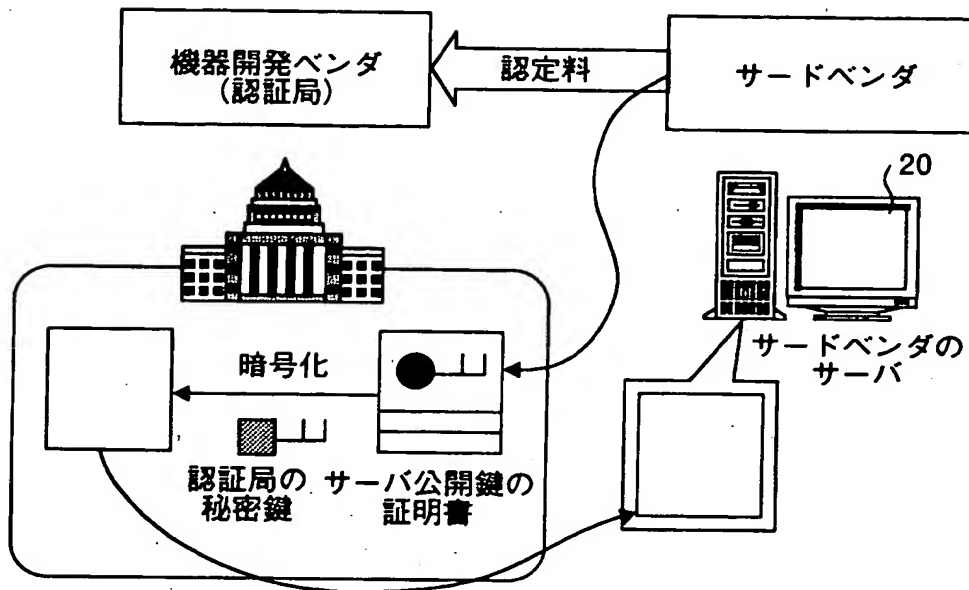 機器開発ベンダ
(認証局)
認定料
サードベンダ
20
サードベンダの
サーバ
暗号化
認証局の
秘密鍵
サーバ公開鍵の
証明書